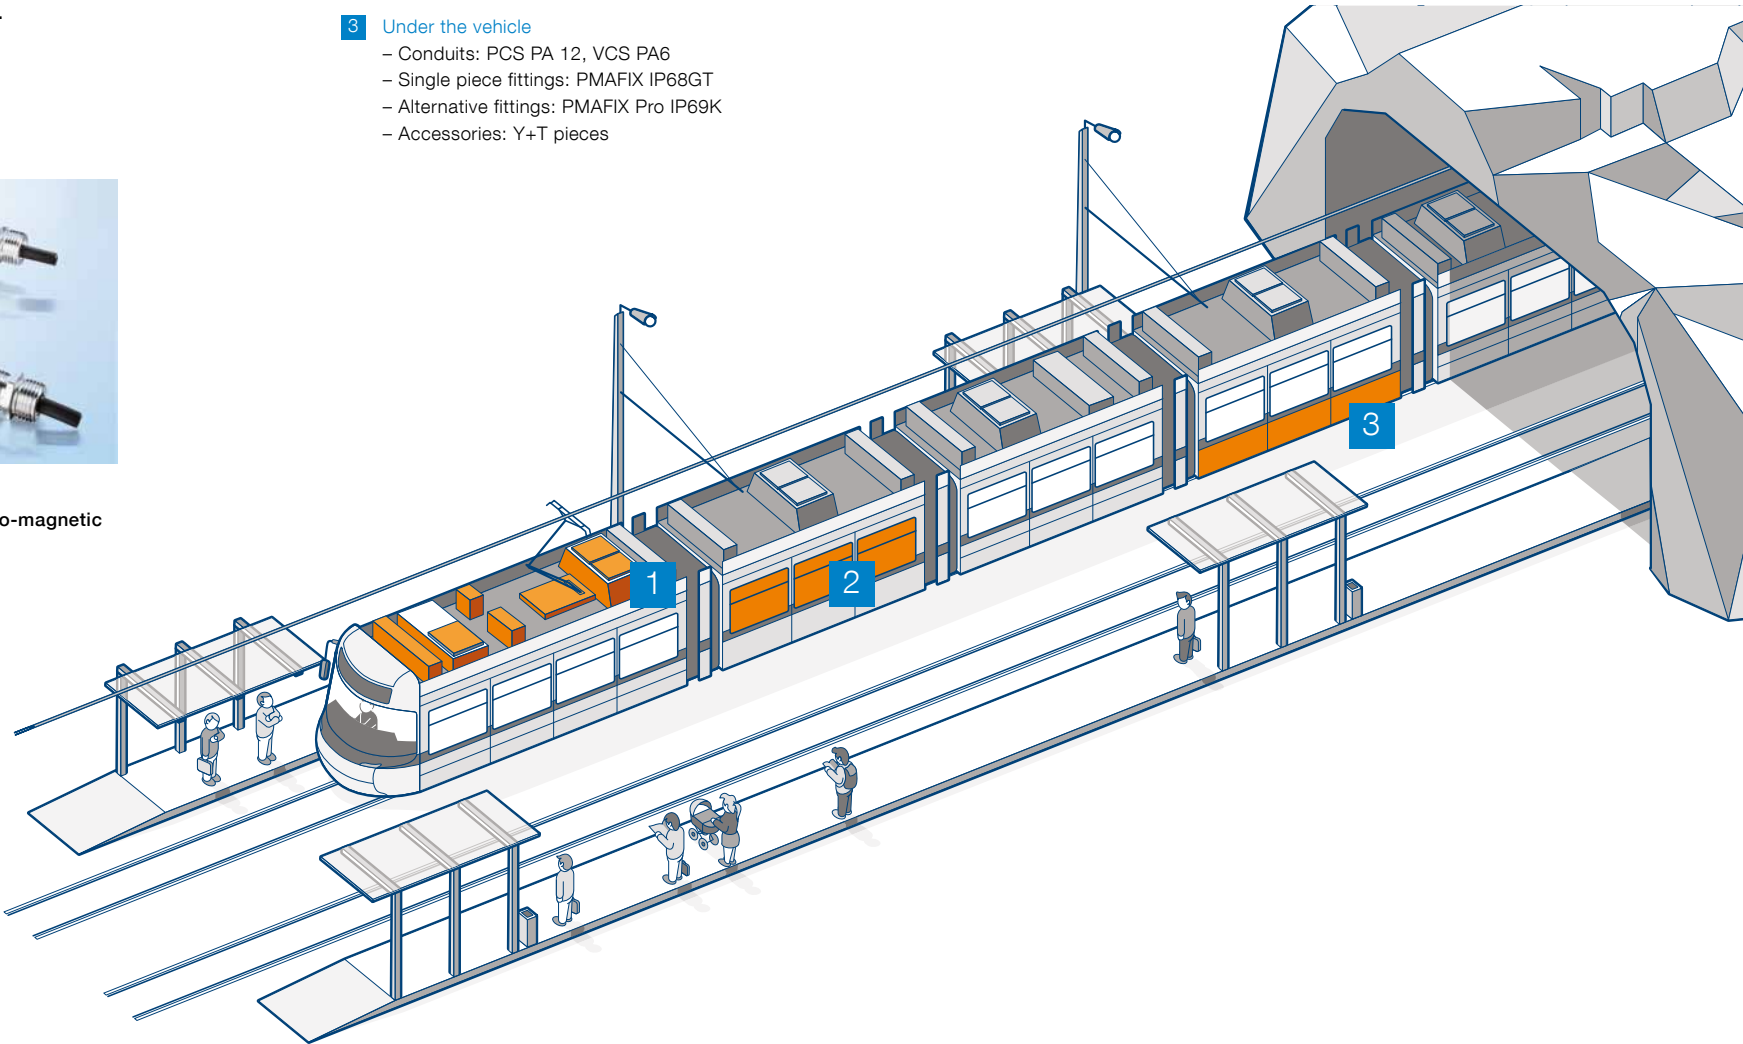 3 Under the vehicle
– Conduits: PCS PA 12, VCS PA6
– Single piece fittings: PMAFIX IP68GT
– Alternative fittings: PMAFIX Pro IP69K
– Accessories: Y+T pieces
o-magnetic
3
1
2